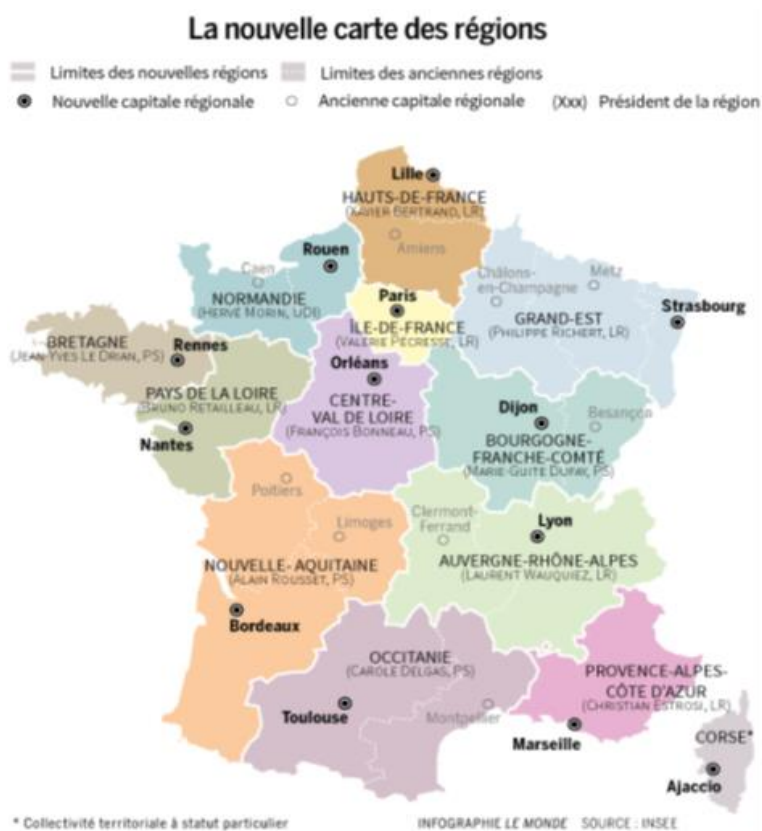 La nouvelle carte des régions
Limites des nouvelles régions
Limites des anciennes régions
Nouvelle capitale régionale
Ancienne capitale régionale
(Xxx) Président de la région
Lille
HAUTS-DE-FRANCE
(XAVIER BERTRAND, LR)
Amiens
Rouen
Caen
NORMANDIE
(HERVÉ MORIN, UDI)
Paris
ÎLE-DE-FRANCE
(VALÉRIE PÉCRESSE, LR)
Châlons-
en-Champagne
Metz
GRAND-EST
(PHILIPPE RICHERT, LR)
Strasbourg
BRETAGNE
(JEAN-YVES LE DRIAN, PS)
Rennes
PAYS DE LA LOIRE
(BRUNO RETAILLEAU, LR)
Nantes
Orléans
CENTRE-
VAL DE LOIRE
(FRANÇOIS BONNEAU, PS)
Dijon
Besançon
BOURGOGNE-
FRANCHE-COMTÉ
(MARIE-GUITE DUFAY, PS)
Poitiers
Limoges
NOUVELLE-AQUITAINE
(ALAIN ROUSSET, PS)
Bordeaux
Clermont-
Ferrand
Lyon
AUVERGNE-RHÔNE-ALPES
(LAURENT WAUQUIEZ, LR)
OCCITANIE
(CAROLE DELGAS, PS)
Toulouse
Montpellier
PROVENCE-ALPES-
CÔTE D'AZUR
(CHRISTIAN ESTROSI, LR)
Marseille
CORSE*
Ajaccio
* Collectivité territoriale à statut particulier
INFOGRAPHIE LE MONDE SOURCE : INSEE